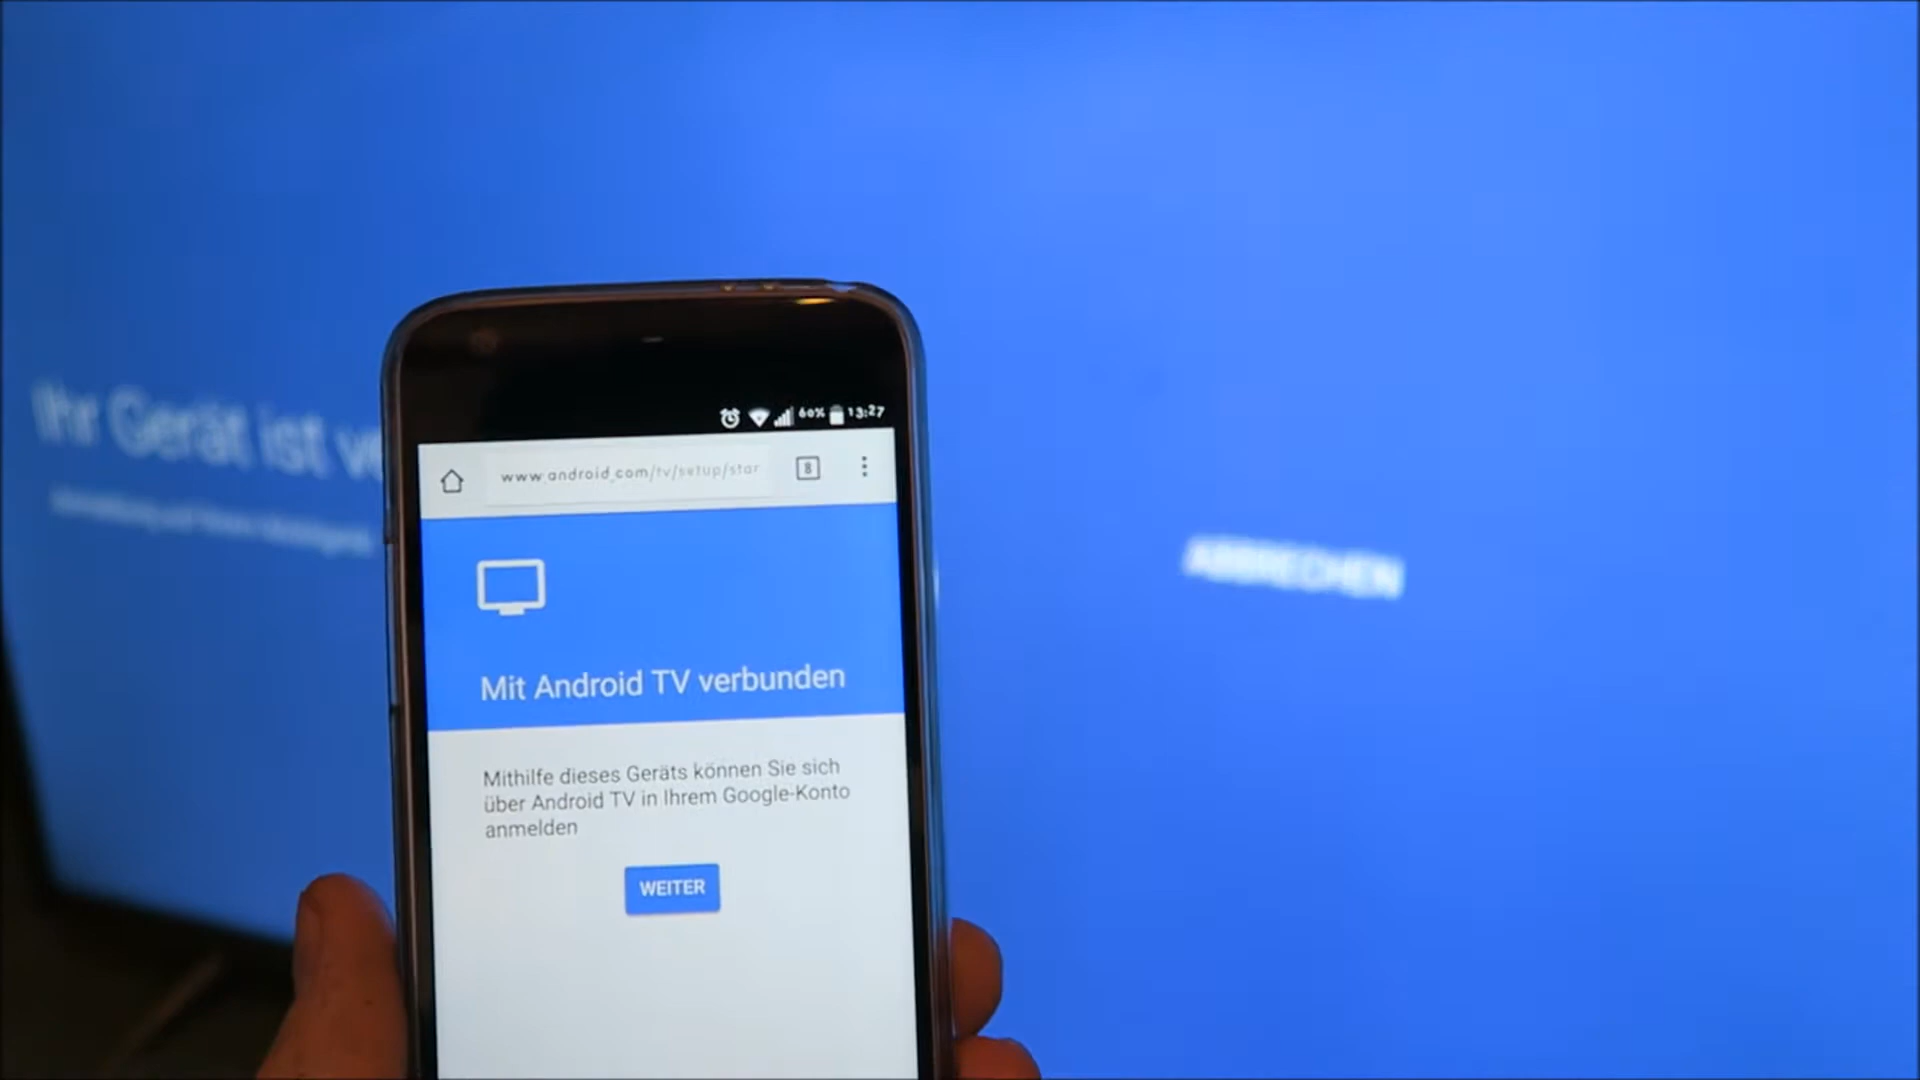 60% 13:27
www.android.com/tv/setup/star
8
Ihr Gerät ist ve
ABBRECHEN
Mit Android TV verbunden
Mithilfe dieses Geräts können Sie sich
über Android TV in Ihrem Google-Konto
anmelden
WEITER